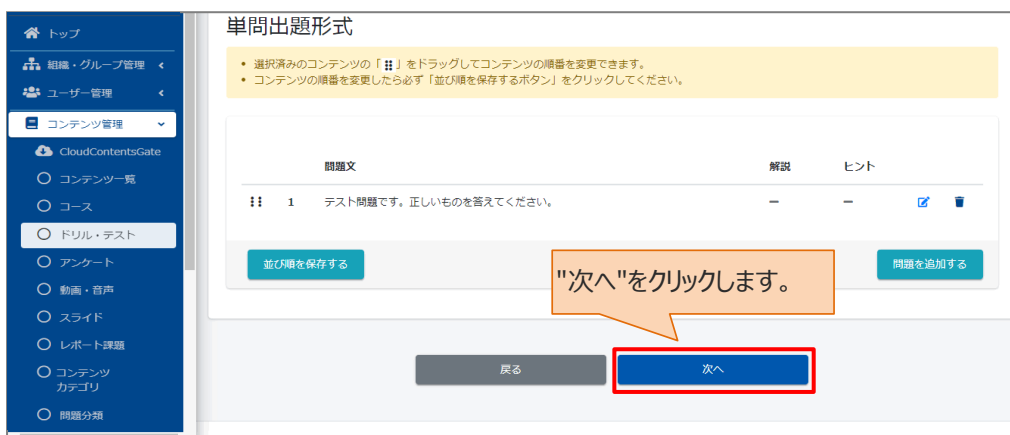 トップ
組織・グループ管理
ユーザー管理
コンテンツ管理
CloudContentsGate
コンテンツ一覧
コース
ドリル・テスト
アンケート
動画・音声
スライド
レポート課題
コンテンツ
カテゴリ
問題分類
単問出題形式
• 選択済みのコンテンツの「⠿」をドラッグしてコンテンツの順番を変更できます。
• コンテンツの順番を変更したら必ず「並び順を保存するボタン」をクリックしてください。
問題文 解説 ヒント
1 テスト問題です。正しいものを答えてください。 ー ー
並び順を保存する 問題を追加する
"次へ"をクリックします。
戻る 次へ